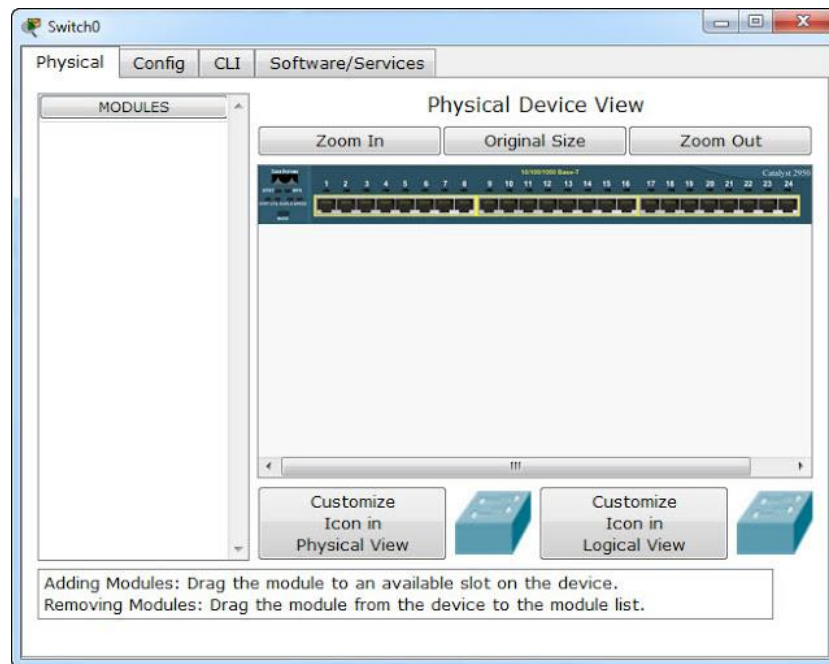 Switch0
Physical
Config
CLI
Software/Services
MODULES
Physical Device View
Zoom In
Original Size
Zoom Out
10/100/1000 Base-T
Catalyst 2950
1 2 3 4 5 6 7 8 9 10 11 12 13 14 15 16 17 18 19 20 21 22 23 24
Customize
Icon in
Physical View
Customize
Icon in
Logical View
Adding Modules: Drag the module to an available slot on the device.
Removing Modules: Drag the module from the device to the module list.